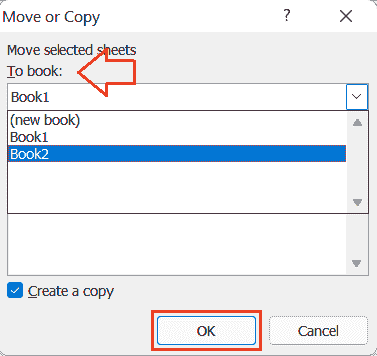 Move or Copy ? ×
Move selected sheets
To book:
Book1
(new book)
Book1
Book2
Create a copy
OK Cancel